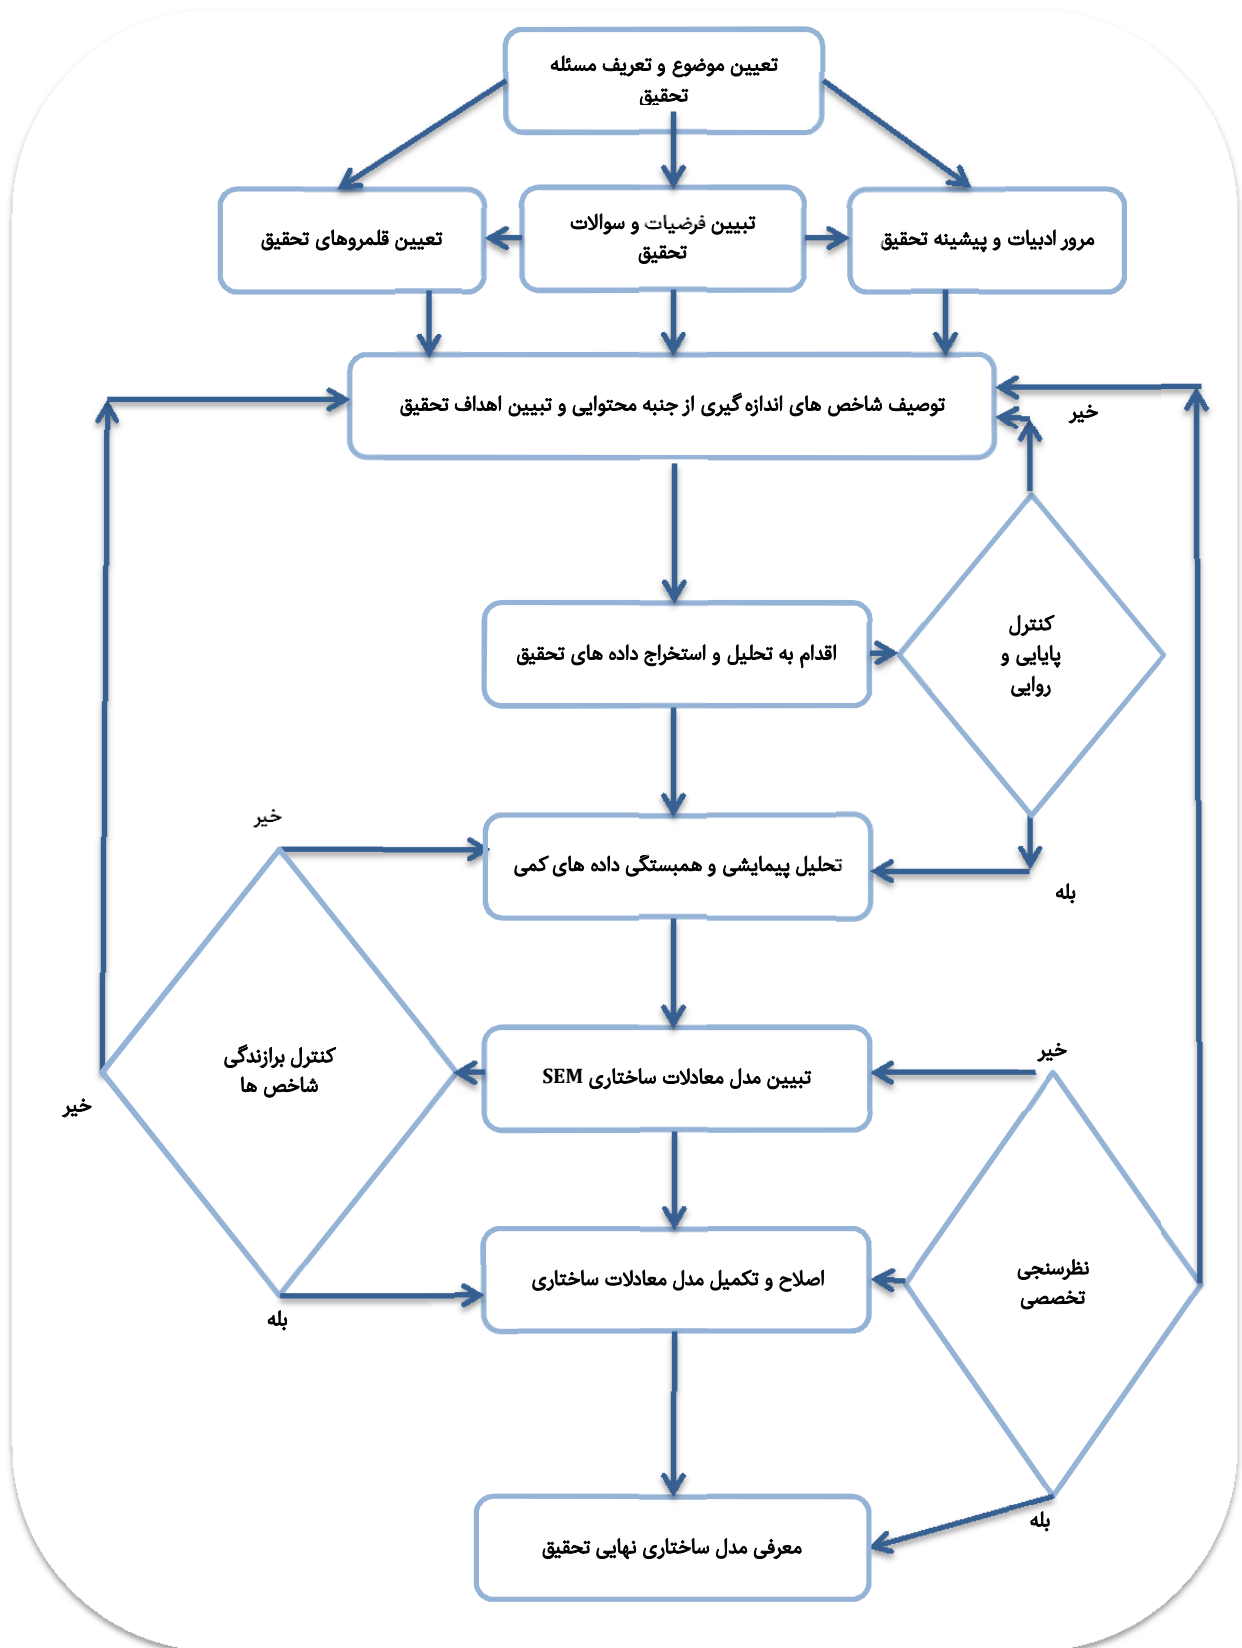 تعیین موضوع و تعریف مسئله
تحقیق
مرور ادبیات و پیشینه تحقیق
تبیین فرضیات و سوالات
تحقیق
تعیین قلمروهای تحقیق
توصیف شاخص های اندازه گیری از جنبه محتوایی و تبیین اهداف تحقیق
خیر
کنترل
پایایی و
روایی
اقدام به تحلیل و استخراج داده های تحقیق
خیر
تحلیل پیمایشی و همبستگی داده های کمی
بله
خیر
تبیین مدل معادلات ساختاری SEM
کنترل برازندگی
شاخص ها
خیر
نظرسنجی
تخصصی
اصلاح و تکمیل مدل معادلات ساختاری
بله
بله
معرفی مدل ساختاری نهایی تحقیق